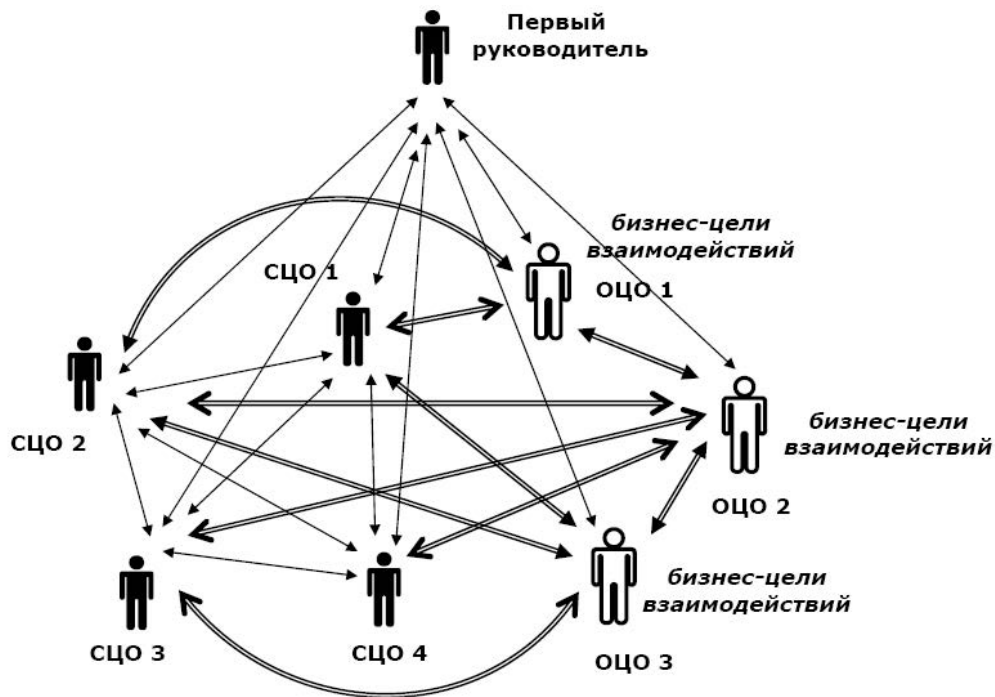 Первый
руководитель
бизнес-цели
взаимодействий
СЦО 1
ОЦО 1
СЦО 2
бизнес-цели
взаимодействий
ОЦО 2
бизнес-цели
взаимодействий
СЦО 3
СЦО 4
ОЦО 3